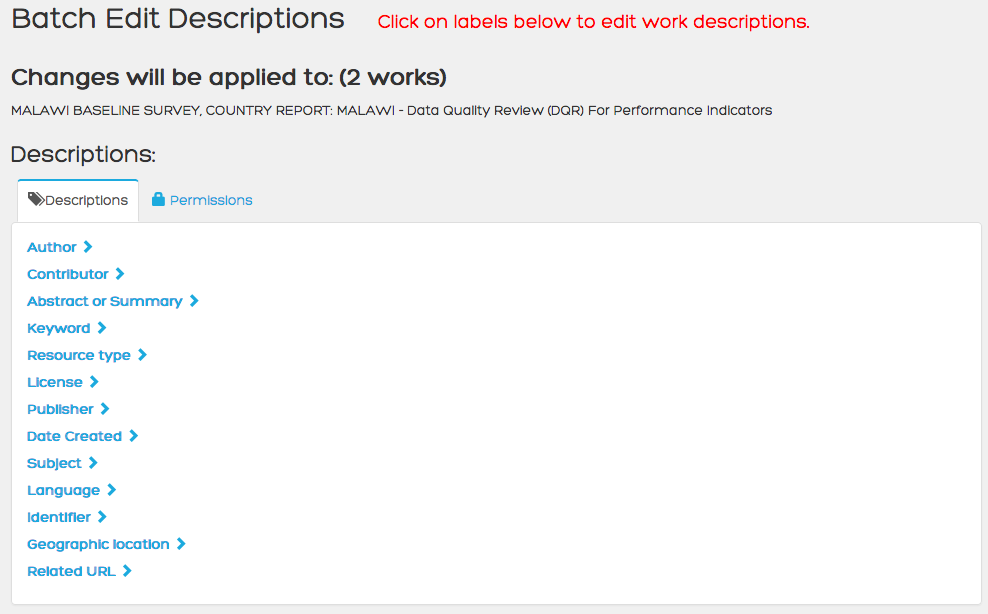 Batch Edit Descriptions Click on labels below to edit work descriptions.
Changes will be applied to: (2 works)
MALAWI BASELINE SURVEY, COUNTRY REPORT: MALAWI - Data Quality Review (DQR) For Performance Indicators
Descriptions:
Descriptions Permissions
Author
Contributor
Abstract or Summary
Keyword
Resource type
License
Publisher
Date Created
Subject
Language
Identifier
Geographic location
Related URL